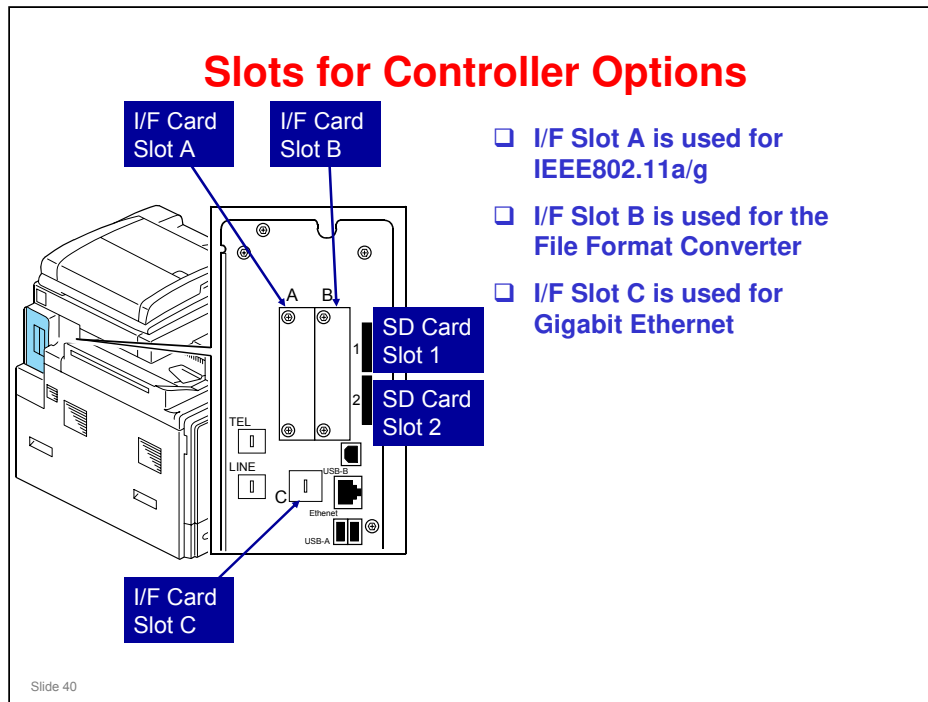 Slots for Controller Options
I/F Card
Slot A
I/F Card
Slot B
❑ I/F Slot A is used for
IEEE802.11a/g
❑ I/F Slot B is used for the
File Format Converter
❑ I/F Slot C is used for
Gigabit Ethernet
A B
1
SD Card
Slot 1
2
SD Card
Slot 2
TEL
LINE
USB-B
C
Ethenet
USB-A
I/F Card
Slot C
Slide 40